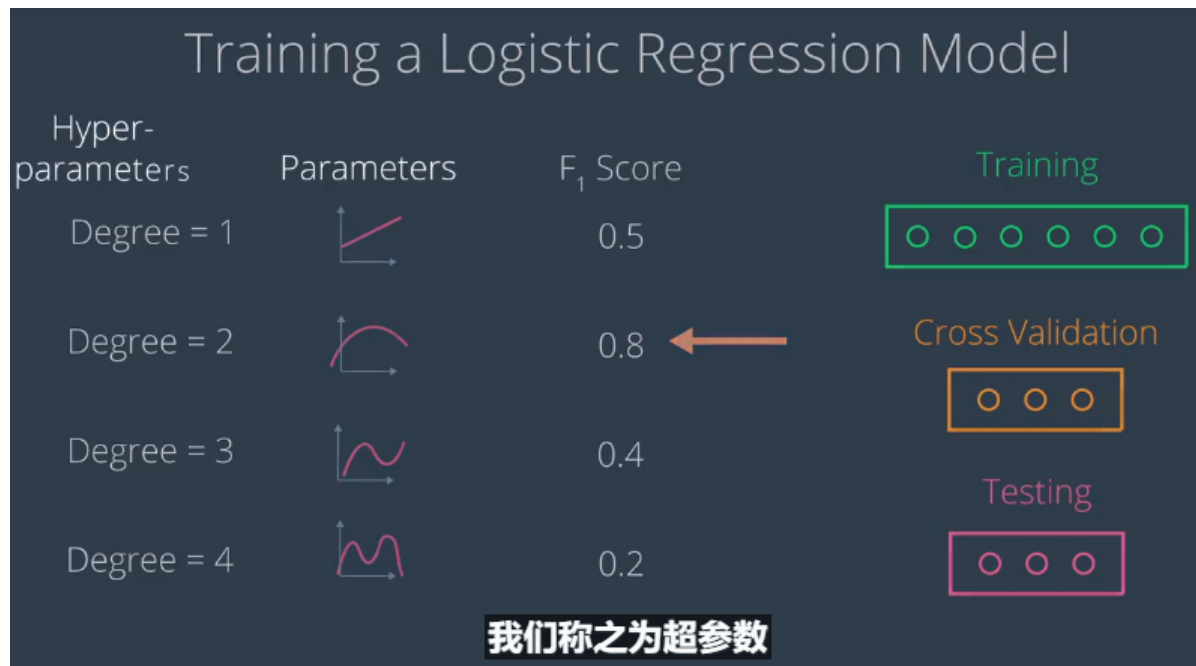 Training a Logistic Regression Model
Hyper-
parameters
Parameters
F1 Score
Training
Degree = 1
0.5
Degree = 2
0.8
Cross Validation
Degree = 3
0.4
Testing
Degree = 4
0.2
我们称之为超参数